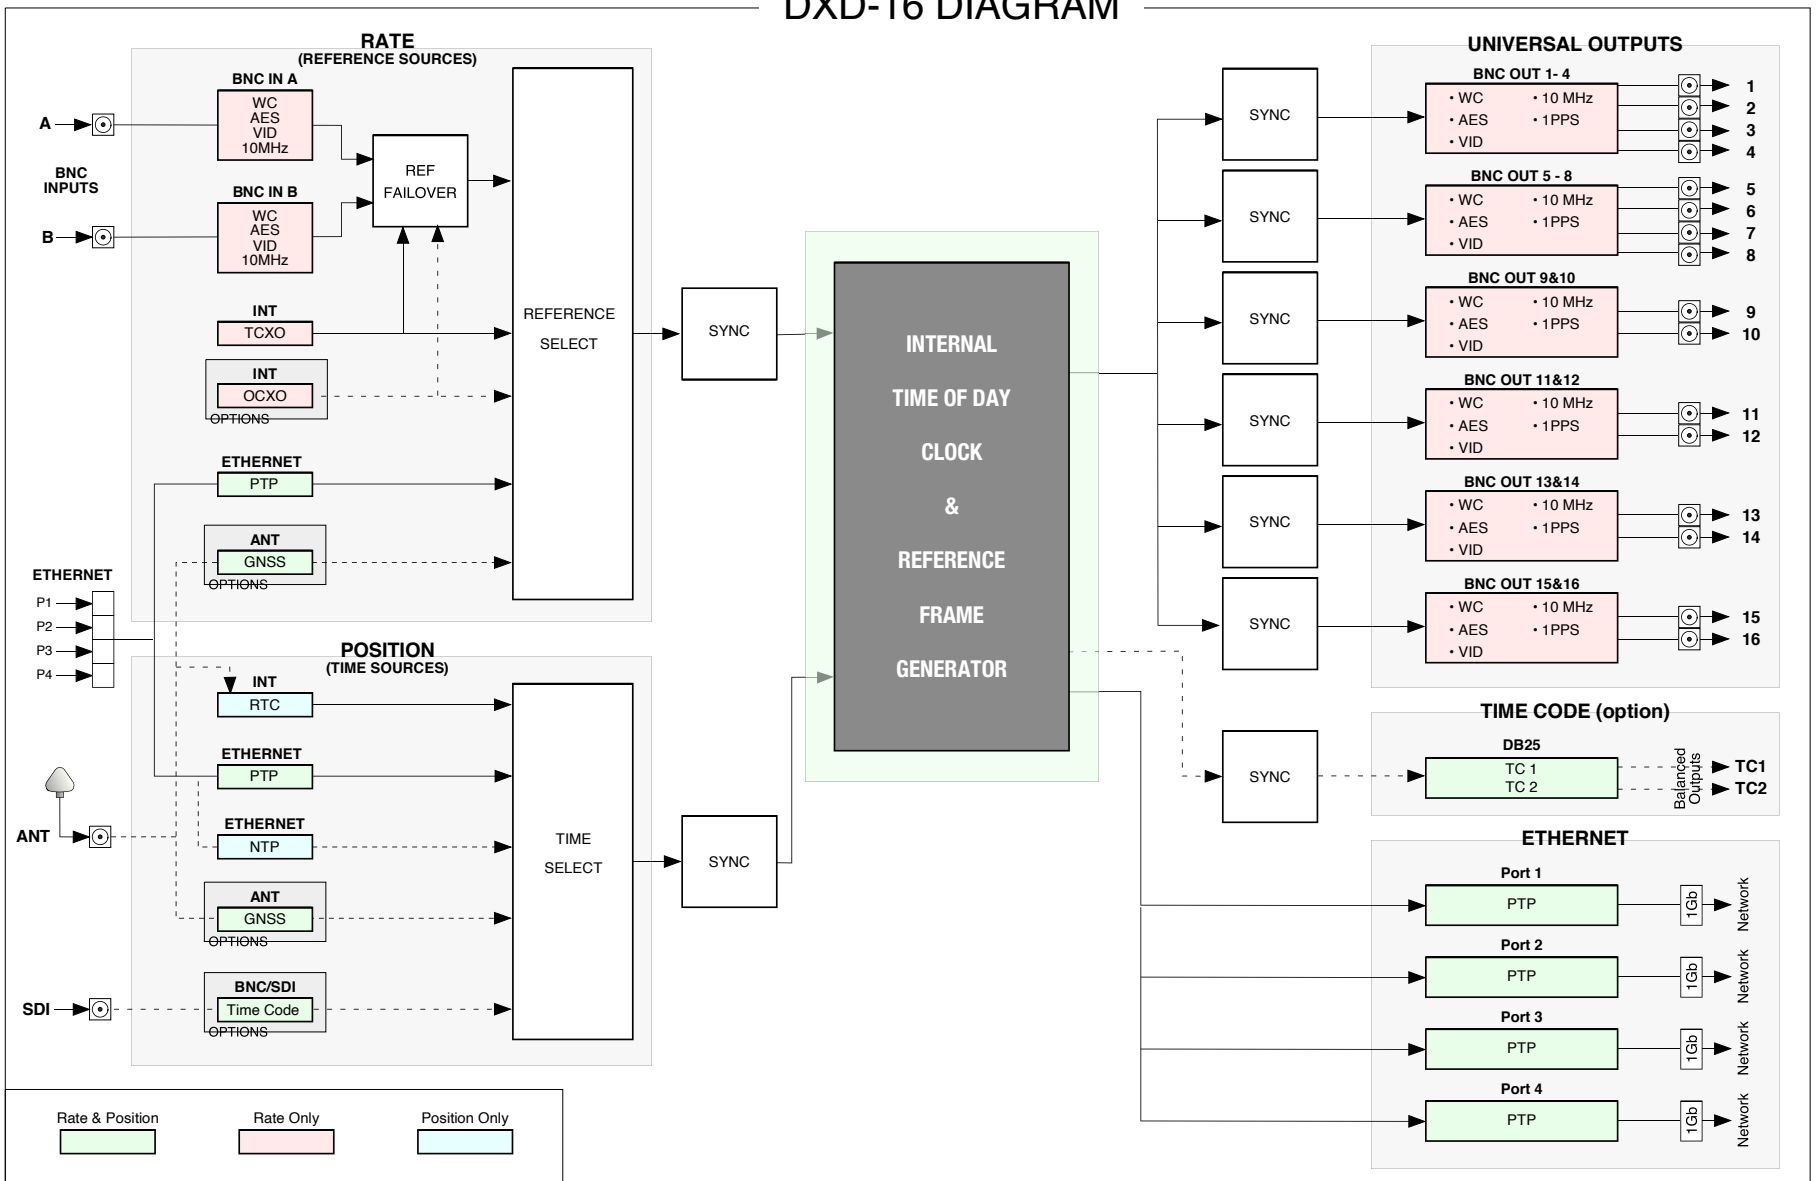 DXD-16 DIAGRAM
RATE
(REFERENCE SOURCES)
BNC IN A
WC
AES
VID
10MHz
A
BNC
INPUTS
BNC IN B
WC
AES
VID
10MHz
B
REF
FAILOVER
INT
TCXO
INT
OCXO
OPTIONS
ETHERNET
PTP
ANT
GNSS
OPTIONS
REFERENCE
SELECT
SYNC
ETHERNET
P1
P2
P3
P4
POSITION
(TIME SOURCES)
INT
RTC
ETHERNET
PTP
ETHERNET
NTP
ANT
ANT
GNSS
OPTIONS
SDI
BNC/SDI
Time Code
OPTIONS
TIME
SELECT
SYNC
INTERNAL
TIME OF DAY
CLOCK
&
REFERENCE
FRAME
GENERATOR
SYNC
SYNC
SYNC
SYNC
SYNC
SYNC
SYNC
UNIVERSAL OUTPUTS
BNC OUT 1- 4
• WC • 10 MHz
• AES • 1PPS
• VID
1
2
3
4
BNC OUT 5 - 8
• WC • 10 MHz
• AES • 1PPS
• VID
5
6
7
8
BNC OUT 9&10
• WC • 10 MHz
• AES • 1PPS
• VID
9
10
BNC OUT 11&12
• WC • 10 MHz
• AES • 1PPS
• VID
11
12
BNC OUT 13&14
• WC • 10 MHz
• AES • 1PPS
• VID
13
14
BNC OUT 15&16
• WC • 10 MHz
• AES • 1PPS
• VID
15
16
TIME CODE (option)
DB25
TC 1
TC 2
Balanced
Outputs
TC1
TC2
ETHERNET
Port 1
PTP
1Gb
Network
Port 2
PTP
1Gb
Network
Port 3
PTP
1Gb
Network
Port 4
PTP
1Gb
Network
Rate & Position
Rate Only
Position Only